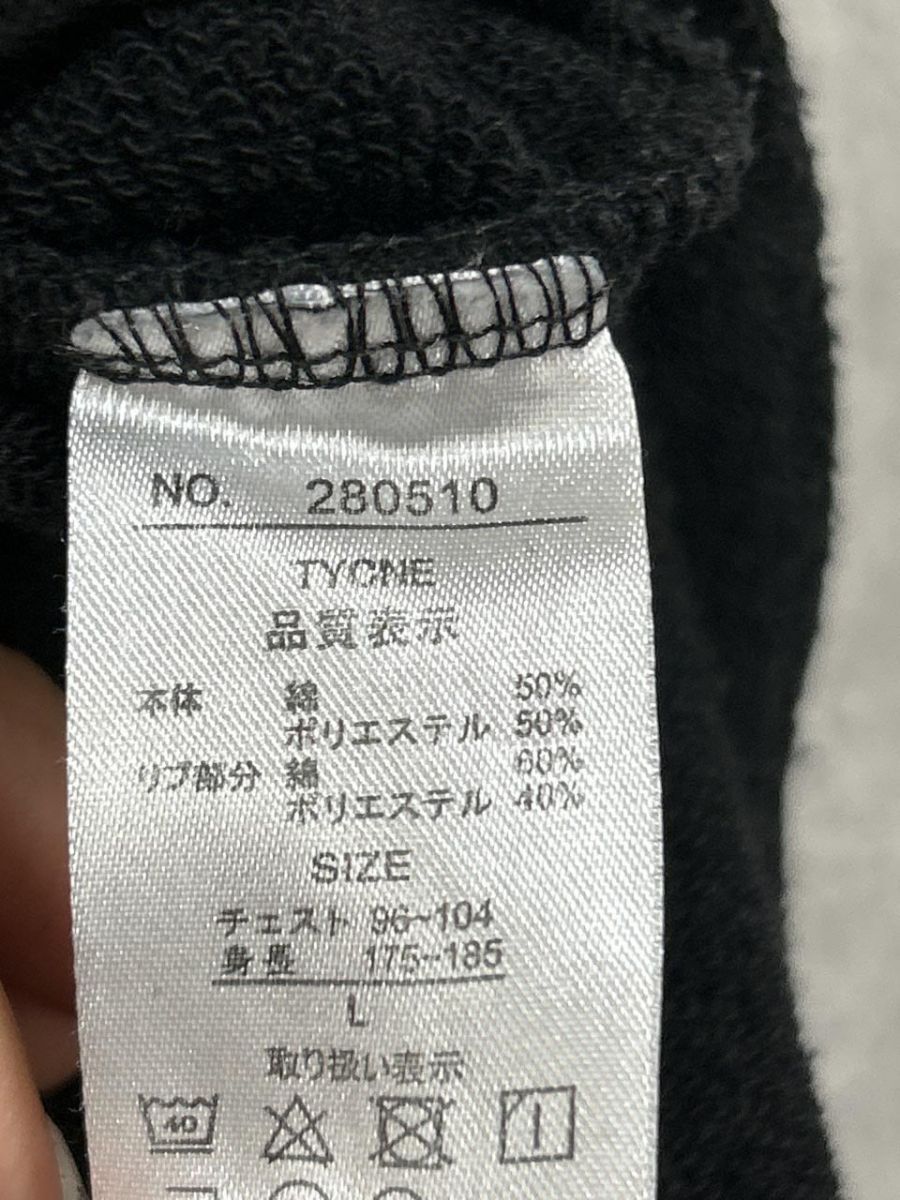 NO. 280510
TYONE
品質表示
本体 綿 50%
ポリエステル 50%
リブ部分 綿 60%
ポリエステル 40%
SIZE
チェスト 96~104
身長 175~185
L
取り扱い表示
40